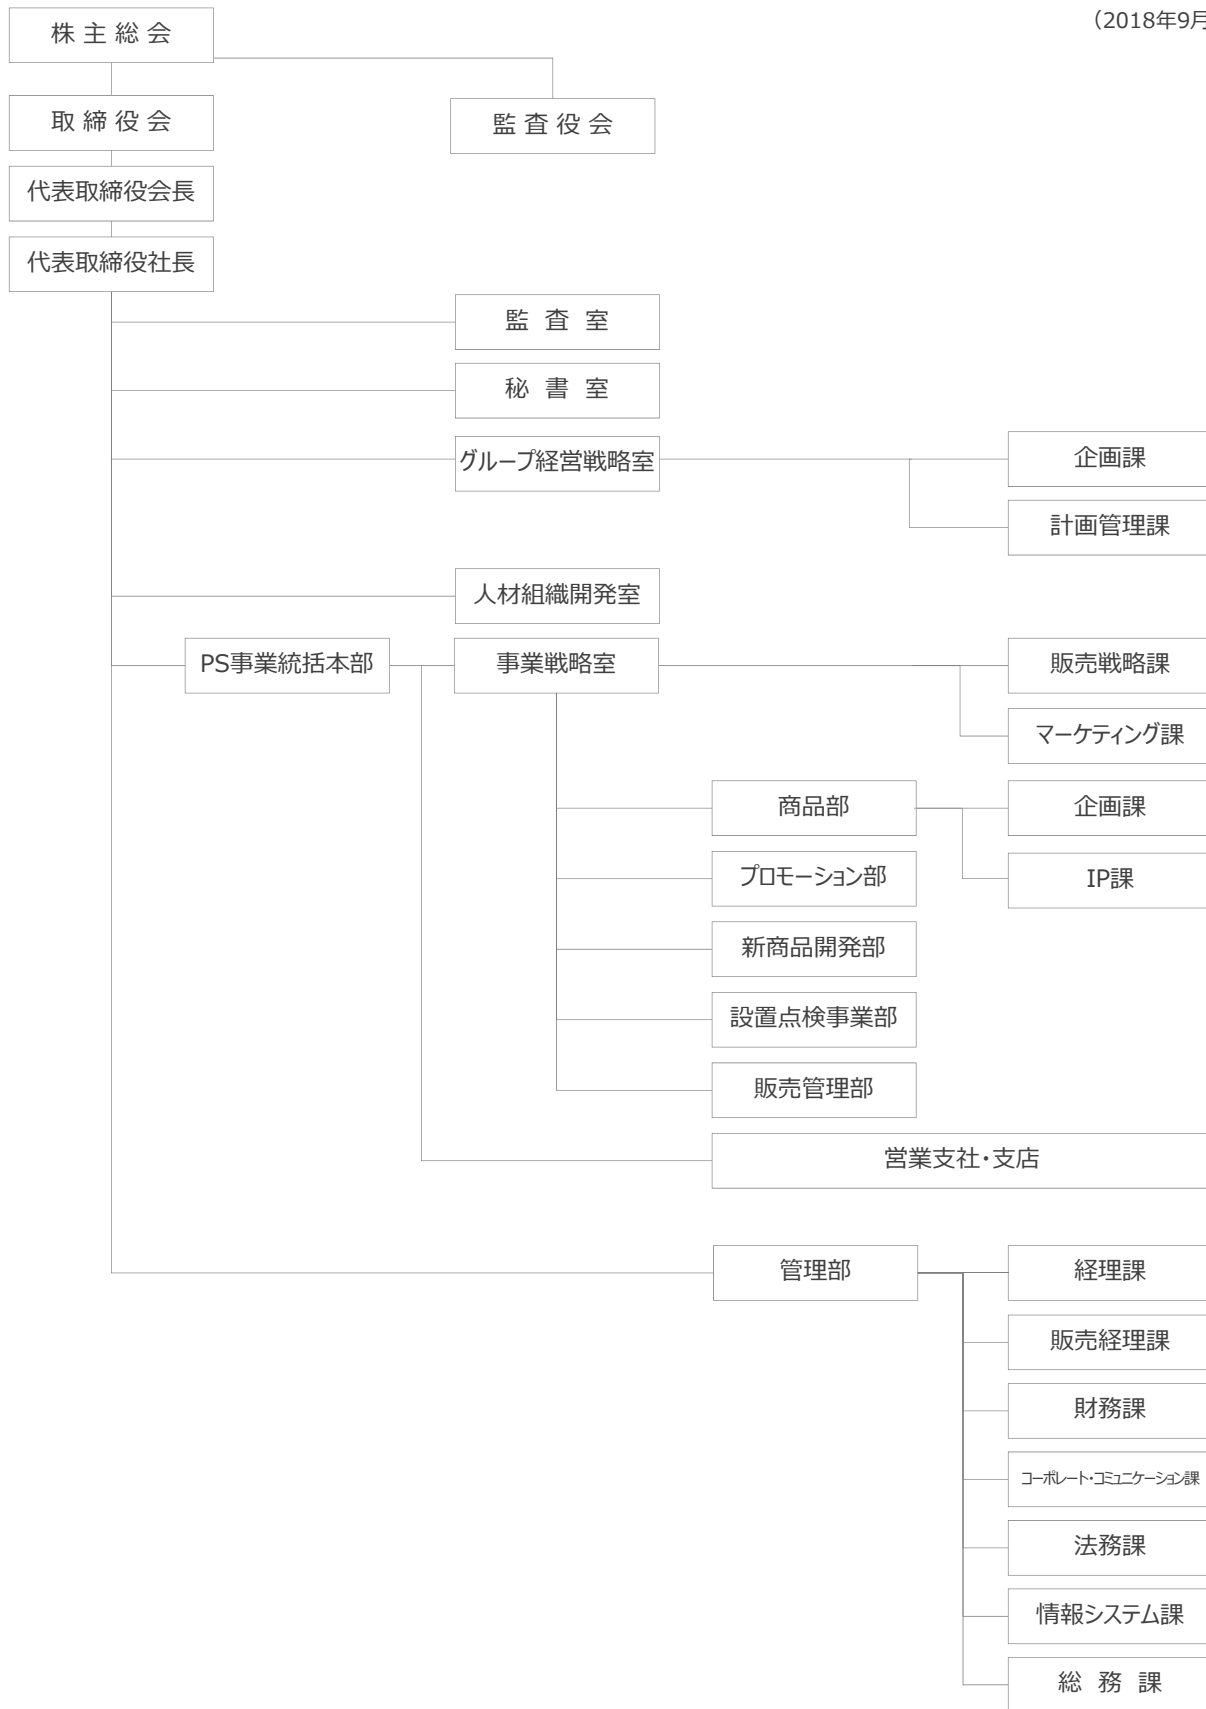 (2018年9月
株 主 総 会
取 締 役 会
監 査 役 会
代表取締役会長
代表取締役社長
監 査 室
秘 書 室
グループ経営戦略室
企画課
計画管理課
人材組織開発室
PS事業統括本部
事業戦略室
販売戦略課
マーケティング課
商品部
企画課
プロモーション部
IP課
新商品開発部
設置点検事業部
販売管理部
営業支社・支店
管理部
経理課
販売経理課
財務課
コーポレート・コミュニケーション課
法務課
情報システム課
総 務 課